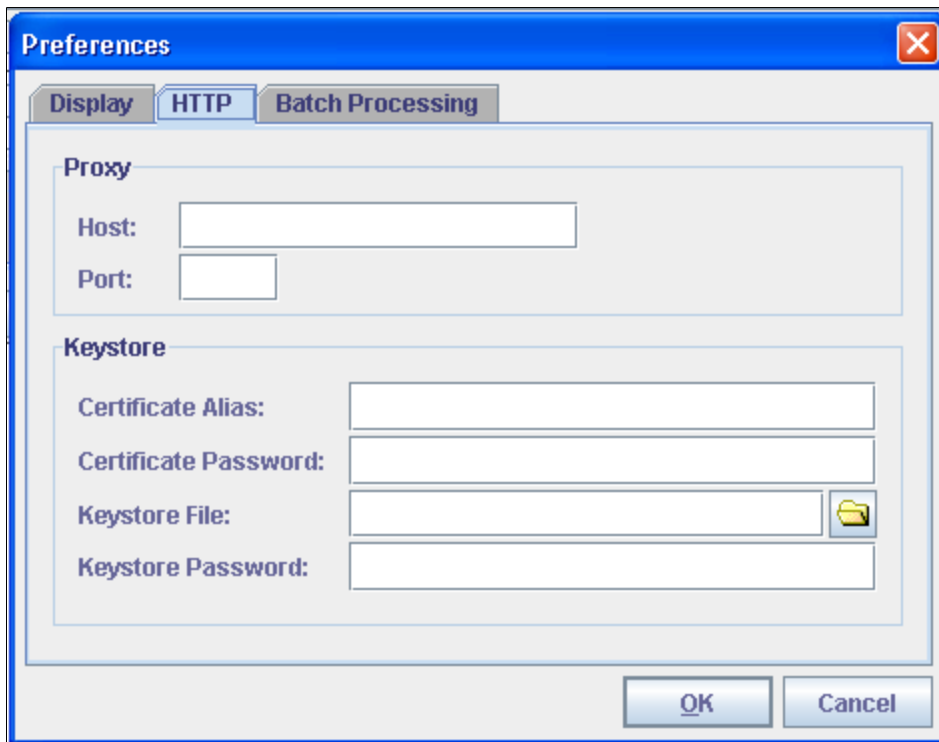 Preferences
Display HTTP Batch Processing
Proxy
Host:
Port:
Keystore
Certificate Alias:
Certificate Password:
Keystore File:
Keystore Password:
OK Cancel